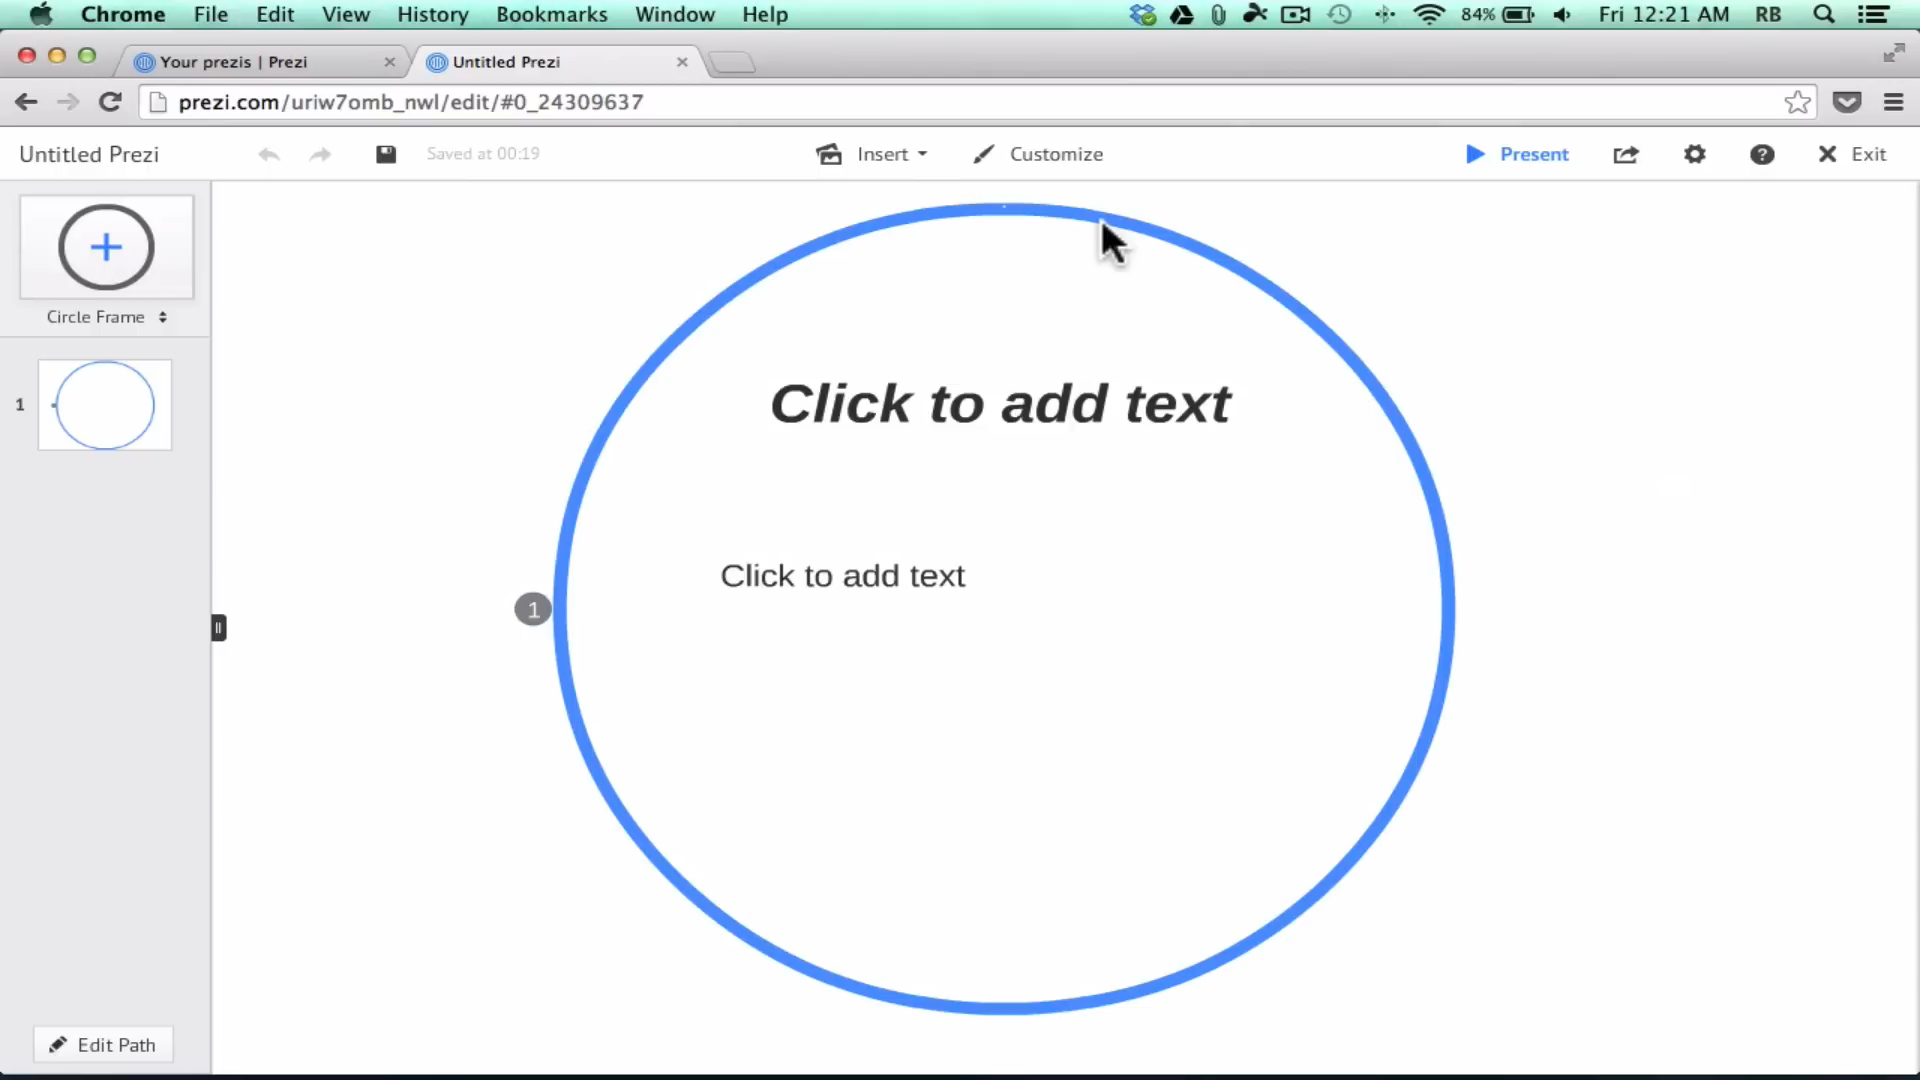 Chrome File Edit View History Bookmarks Window Help 84% Fri 12:21 AM RB
Your prezis | Prezi Untitled Prezi
prezi.com/uriw7omb_nwl/edit/#0_24309637
Untitled Prezi Saved at 00:19 Insert Customize Present Exit
Circle Frame
1
Click to add text
Click to add text
1
Edit Path